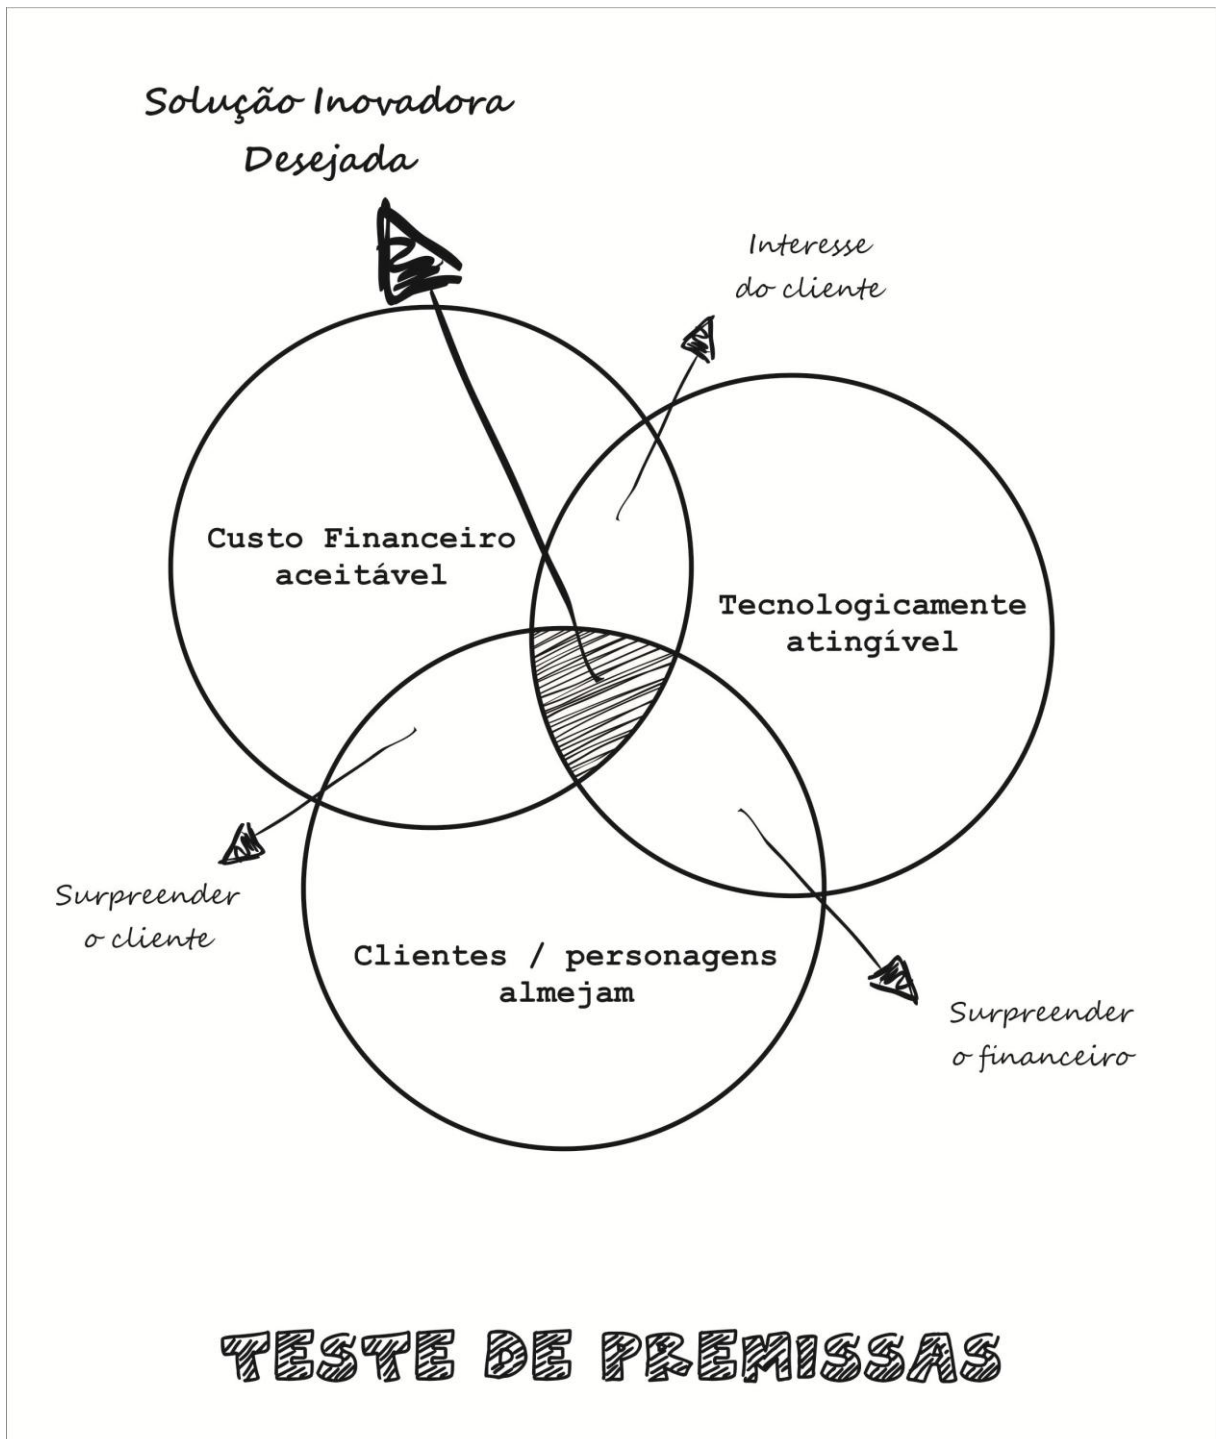 Solução Inovadora
Desejada
Interesse
do cliente
Custo Financeiro
aceitável
Tecnologicamente
atingível
Surpreender
o cliente
Clientes / personagens
almejam
Surpreender
o financeiro
TESTE DE PREMISSAS